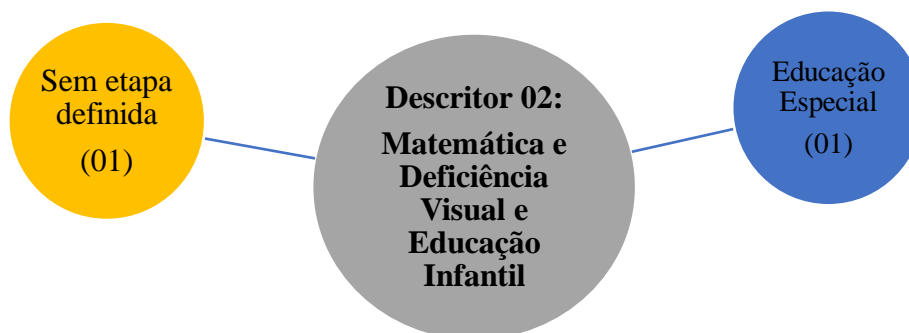 Sem etapa
definida
(01)
Descritor 02:
Matemática e
Deficiência
Visual e
Educação
Infantil
Educação
Especial
(01)